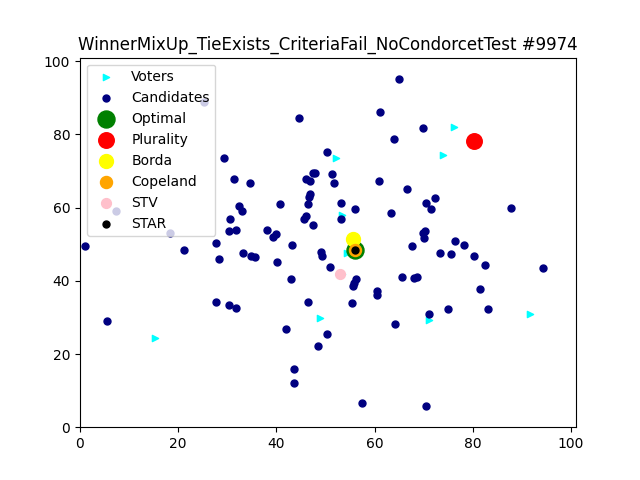 WinnerMixUp_TieExists_CriteriaFail_NoCondorcetTest #9974
100
80
60
40
20
0
0 20 40 60 80 100
Voters
Candidates
Optimal
Plurality
Borda
Copeland
STV
STAR